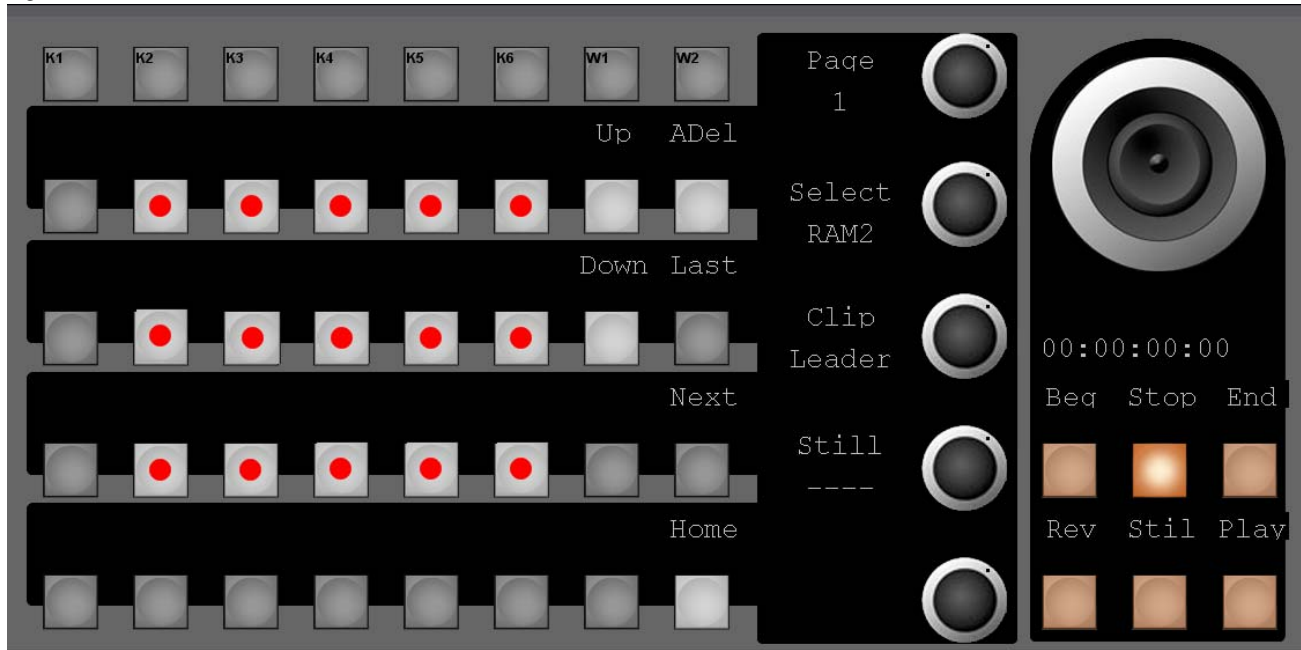 K1 K2 K3 K4 K5 K6 W1 W2
Page
1
Up ADel
Select
RAM2
Down Last
Clip
Leader
00:00:00:00
Beg Stop End
Next
Still
----
Home
Rev Stil Play